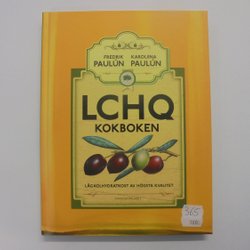 FREDRIK KAROLINA
PAULÚN PAULÚN
LCHQ
KOKBOKEN
LÅGKOLHYDRATKOST AV HÖGSTA KVALITET